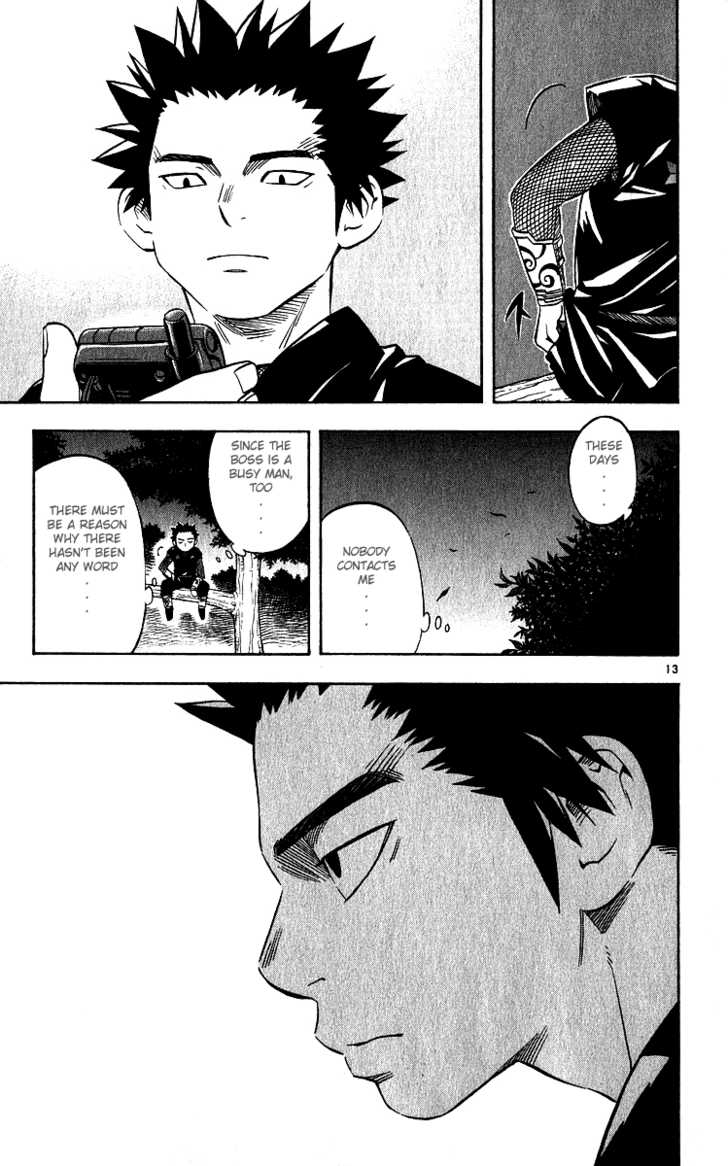 THESE
DAYS
.
.
.
NOBODY
CONTACTS
ME
.
.
.
SINCE THE
BOSS IS A
BUSY MAN,
TOO
.
.
.
THERE MUST
BE A REASON
WHY THERE
HASN'T BEEN
ANY WORD
.
.
.
13